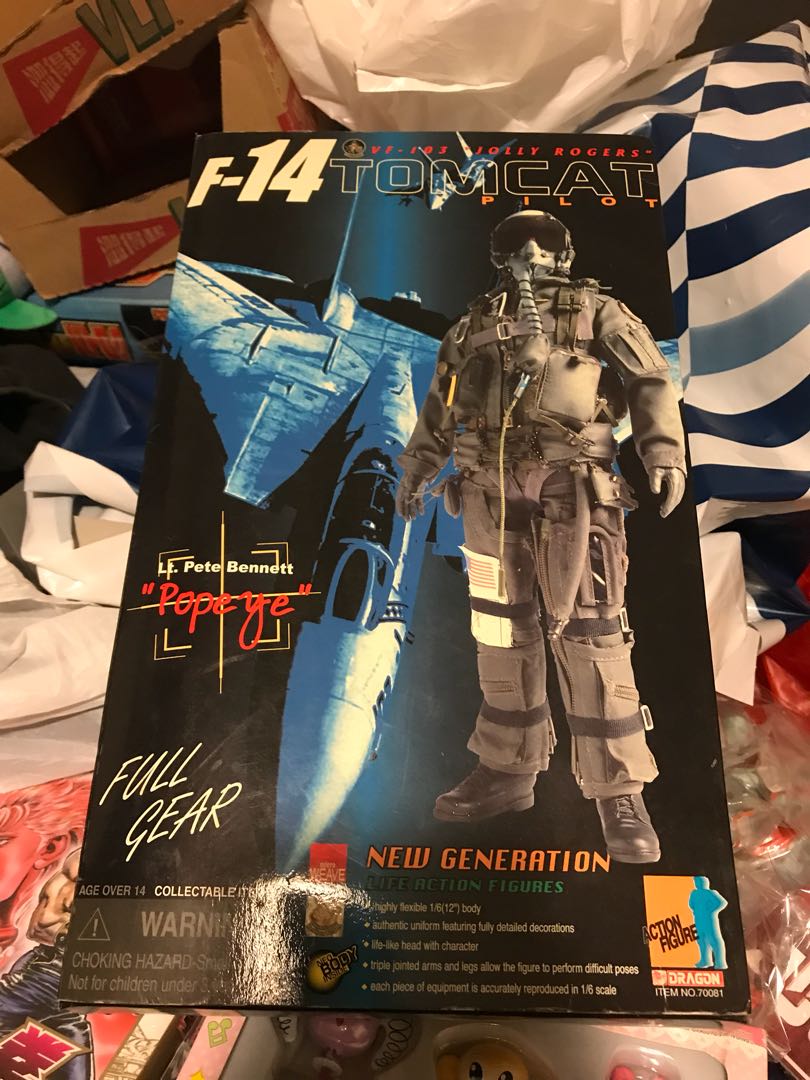 VLT
VF-103 "JOLLY ROGERS"
F-14 TOMCAT
PILOT
Lt. Pete Bennett
"Popeye"
FULL
GEAR
NEW GENERATION
LIFE ACTION FIGURES
WEAVE
AGE OVER 14 COLLECTABLE
highly flexible 1/6(12") body
authentic uniform featuring fully detailed decorations
life-like head with character
triple jointed arms and legs allow the figure to perform difficult poses
each piece of equipment is accurately reproduced in 1/6 scale
CHOKING HAZARD
Not for children under
BODY
ACTION
FIGURE
DRAGON
ITEM NO.70081